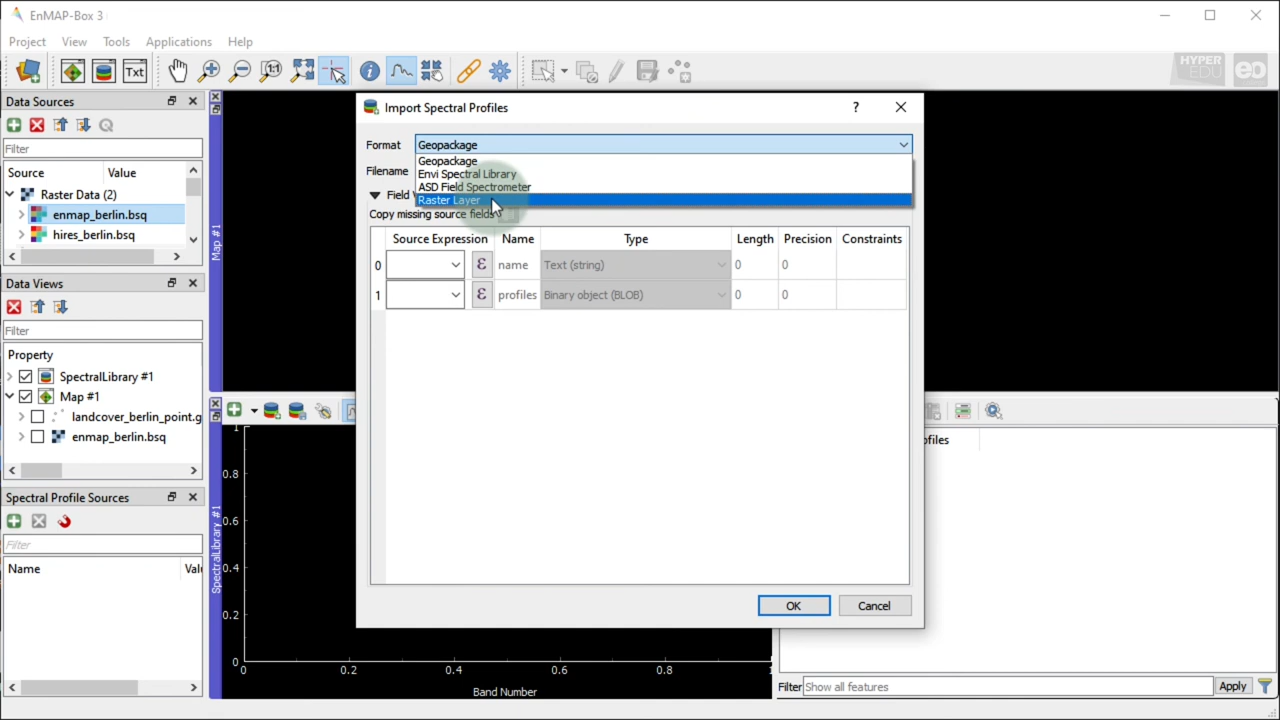 EnMAP-Box 3
Project View Tools Applications Help
Txt
1:1
HYPER
EDU
eo
Data Sources
Filter
Source Value
Raster Data (2)
enmap_berlin.bsq
hires_berlin.bsq
Data Views
Filter
Property
SpectralLibrary #1
Map #1
landcover_berlin_point.g
enmap_berlin.bsq
Spectral Profile Sources
Filter
Name Valu
Map #1
SpectralLibrary #1
Import Spectral Profiles
?
Format Geopackage
Geopackage
Filename Envi Spectral Library
ASD Field Spectrometer
Field
Raster Layer
Copy missing source fields
Source Expression Name Type Length Precision Constraints
0 ε name Text (string) 0 0
1 ε profiles Binary object (BLOB) 0 0
OK Cancel
ofiles
1
0.8
0.6
0.4
0.2
0
0 0.2 0.4 0.6 0.8 1
Band Number
Filter Show all features Apply